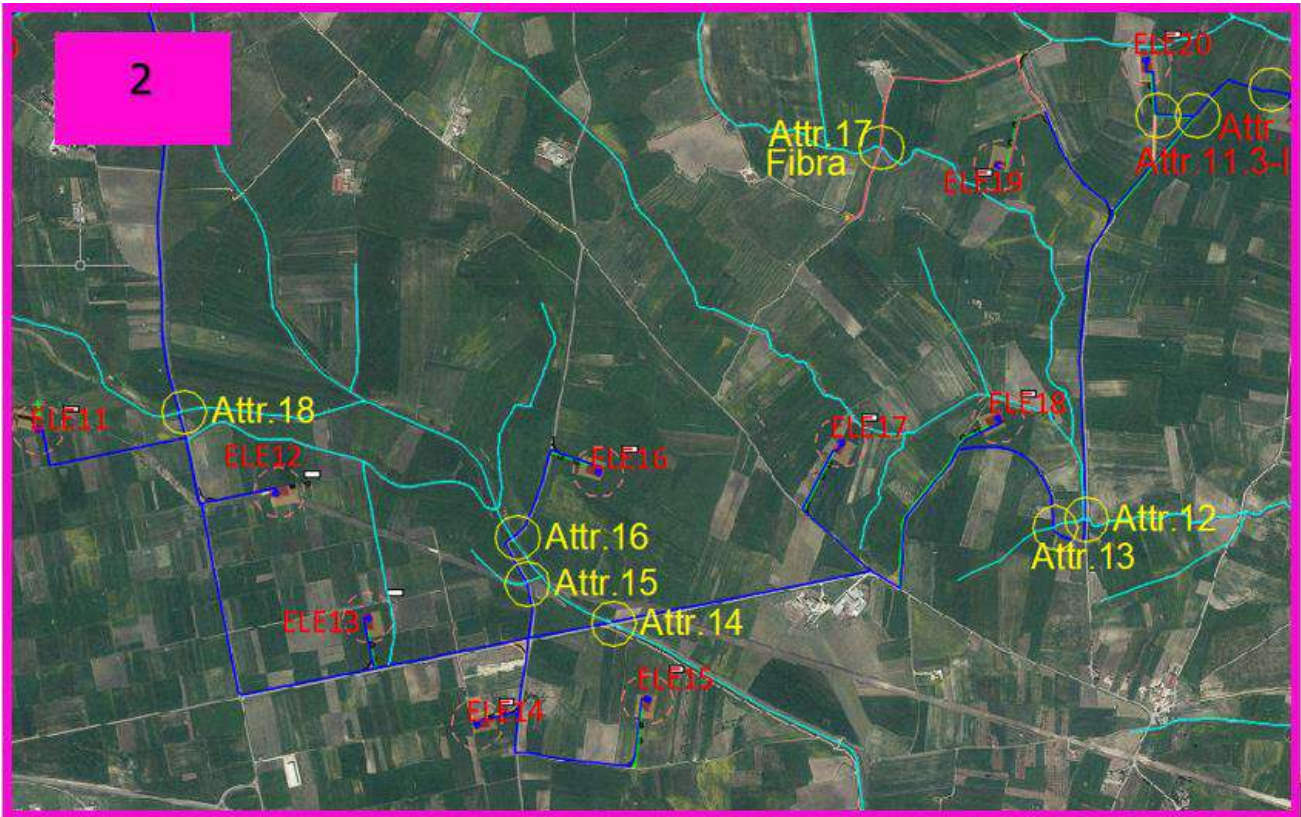 2
ELE20
Attr.17
Fibra
Attr
Attr.11.3-I
ELE19
Attr.18
ELE11
ELE12
ELE16
ELE17
ELE18
Attr.12
Attr.13
Attr.16
Attr.15
Attr.14
ELE13
ELE15
ELE14